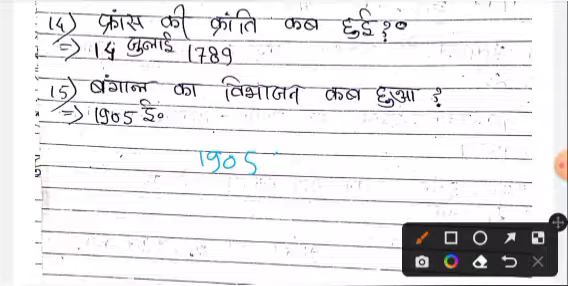 14) फ्रांस की क्रांति कब हुई?
=> 14 जुलाई 1789
15) बंगाल का विभाजन कब हुआ?
=> 1905 ई०
1905